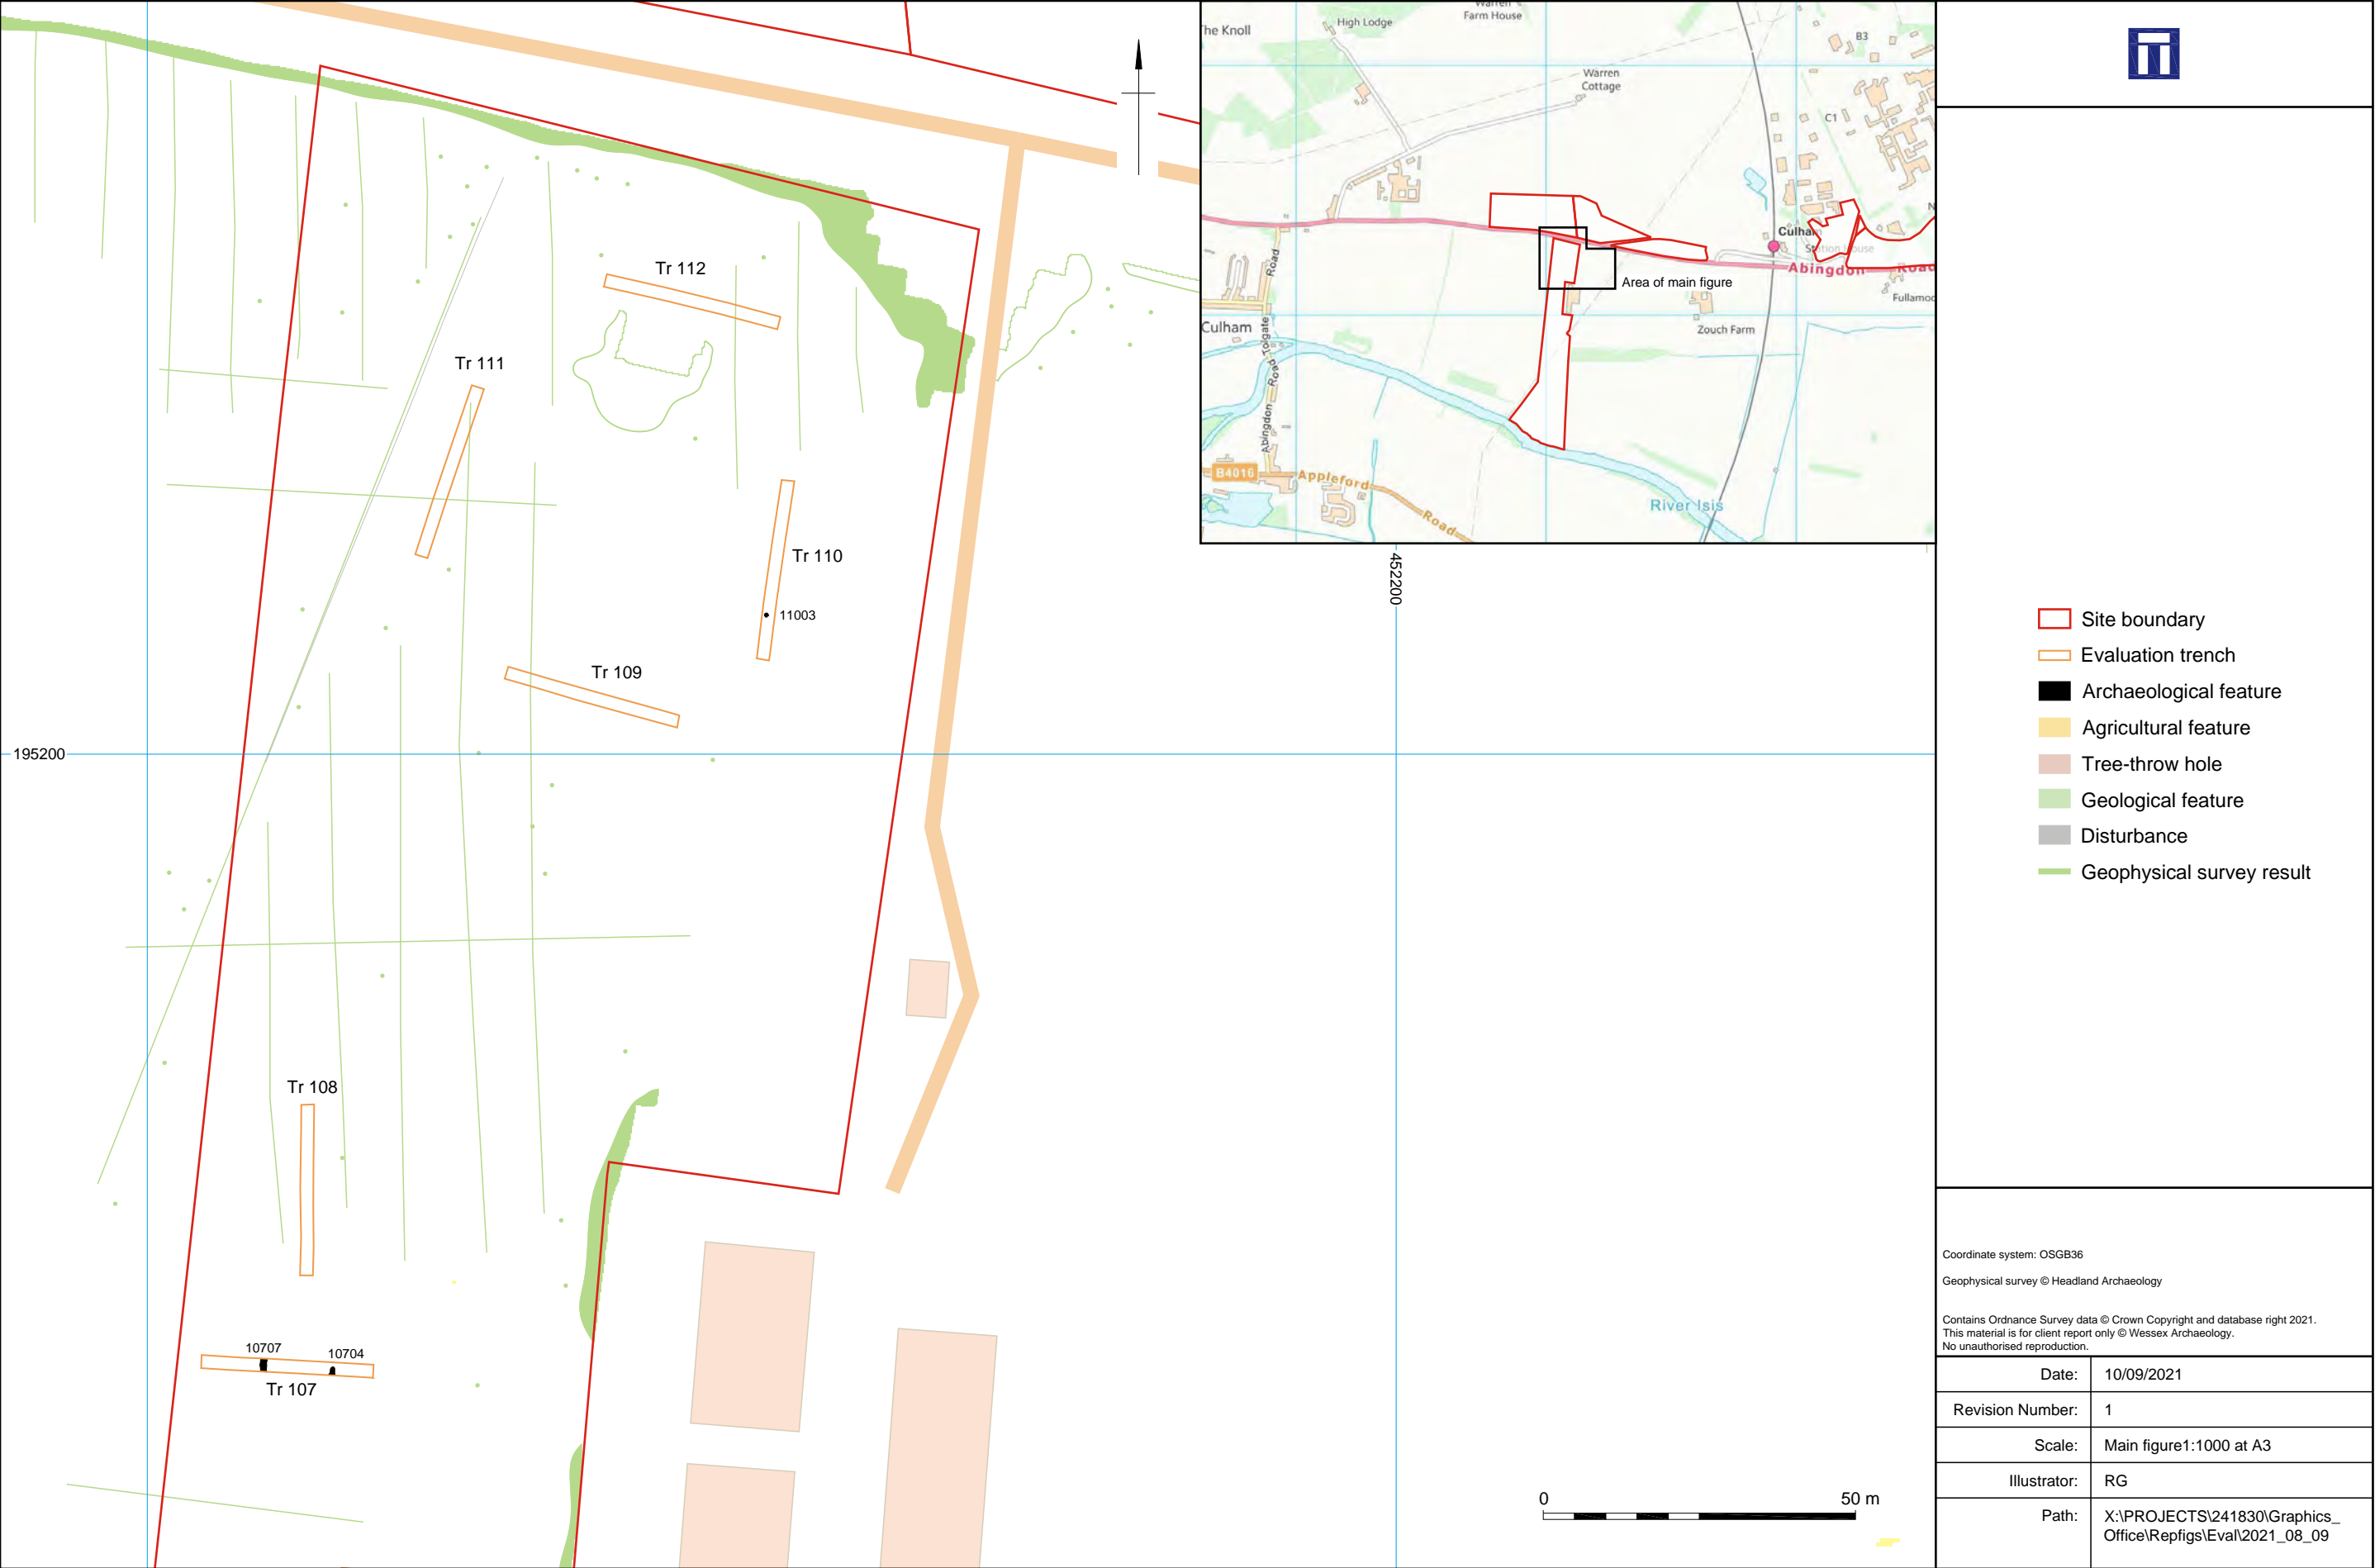 Tr 112
Tr 111
Tr 110
11003
Tr 109
195200
452200
Tr 108
10707
10704
Tr 107
0
50 m
The Knoll
High Lodge
Warren
Farm House
Warren
Cottage
B3
C1
Culham
Station House
Abingdon Road
Fullamoo
Area of main figure
Zouch Farm
Culham
Road
Tolgate
Road
Abingdon
B4016
Appleford
Road
River Isis
Site boundary
Evaluation trench
Archaeological feature
Agricultural feature
Tree-throw hole
Geological feature
Disturbance
Geophysical survey result
Coordinate system: OSGB36
Geophysical survey © Headland Archaeology
Contains Ordnance Survey data © Crown Copyright and database right 2021.
This material is for client report only © Wessex Archaeology.
No unauthorised reproduction.
Date: 10/09/2021
Revision Number: 1
Scale: Main figure1:1000 at A3
Illustrator: RG
Path: X:\PROJECTS\241830\Graphics_
Office\Repfigs\Eval\2021_08_09